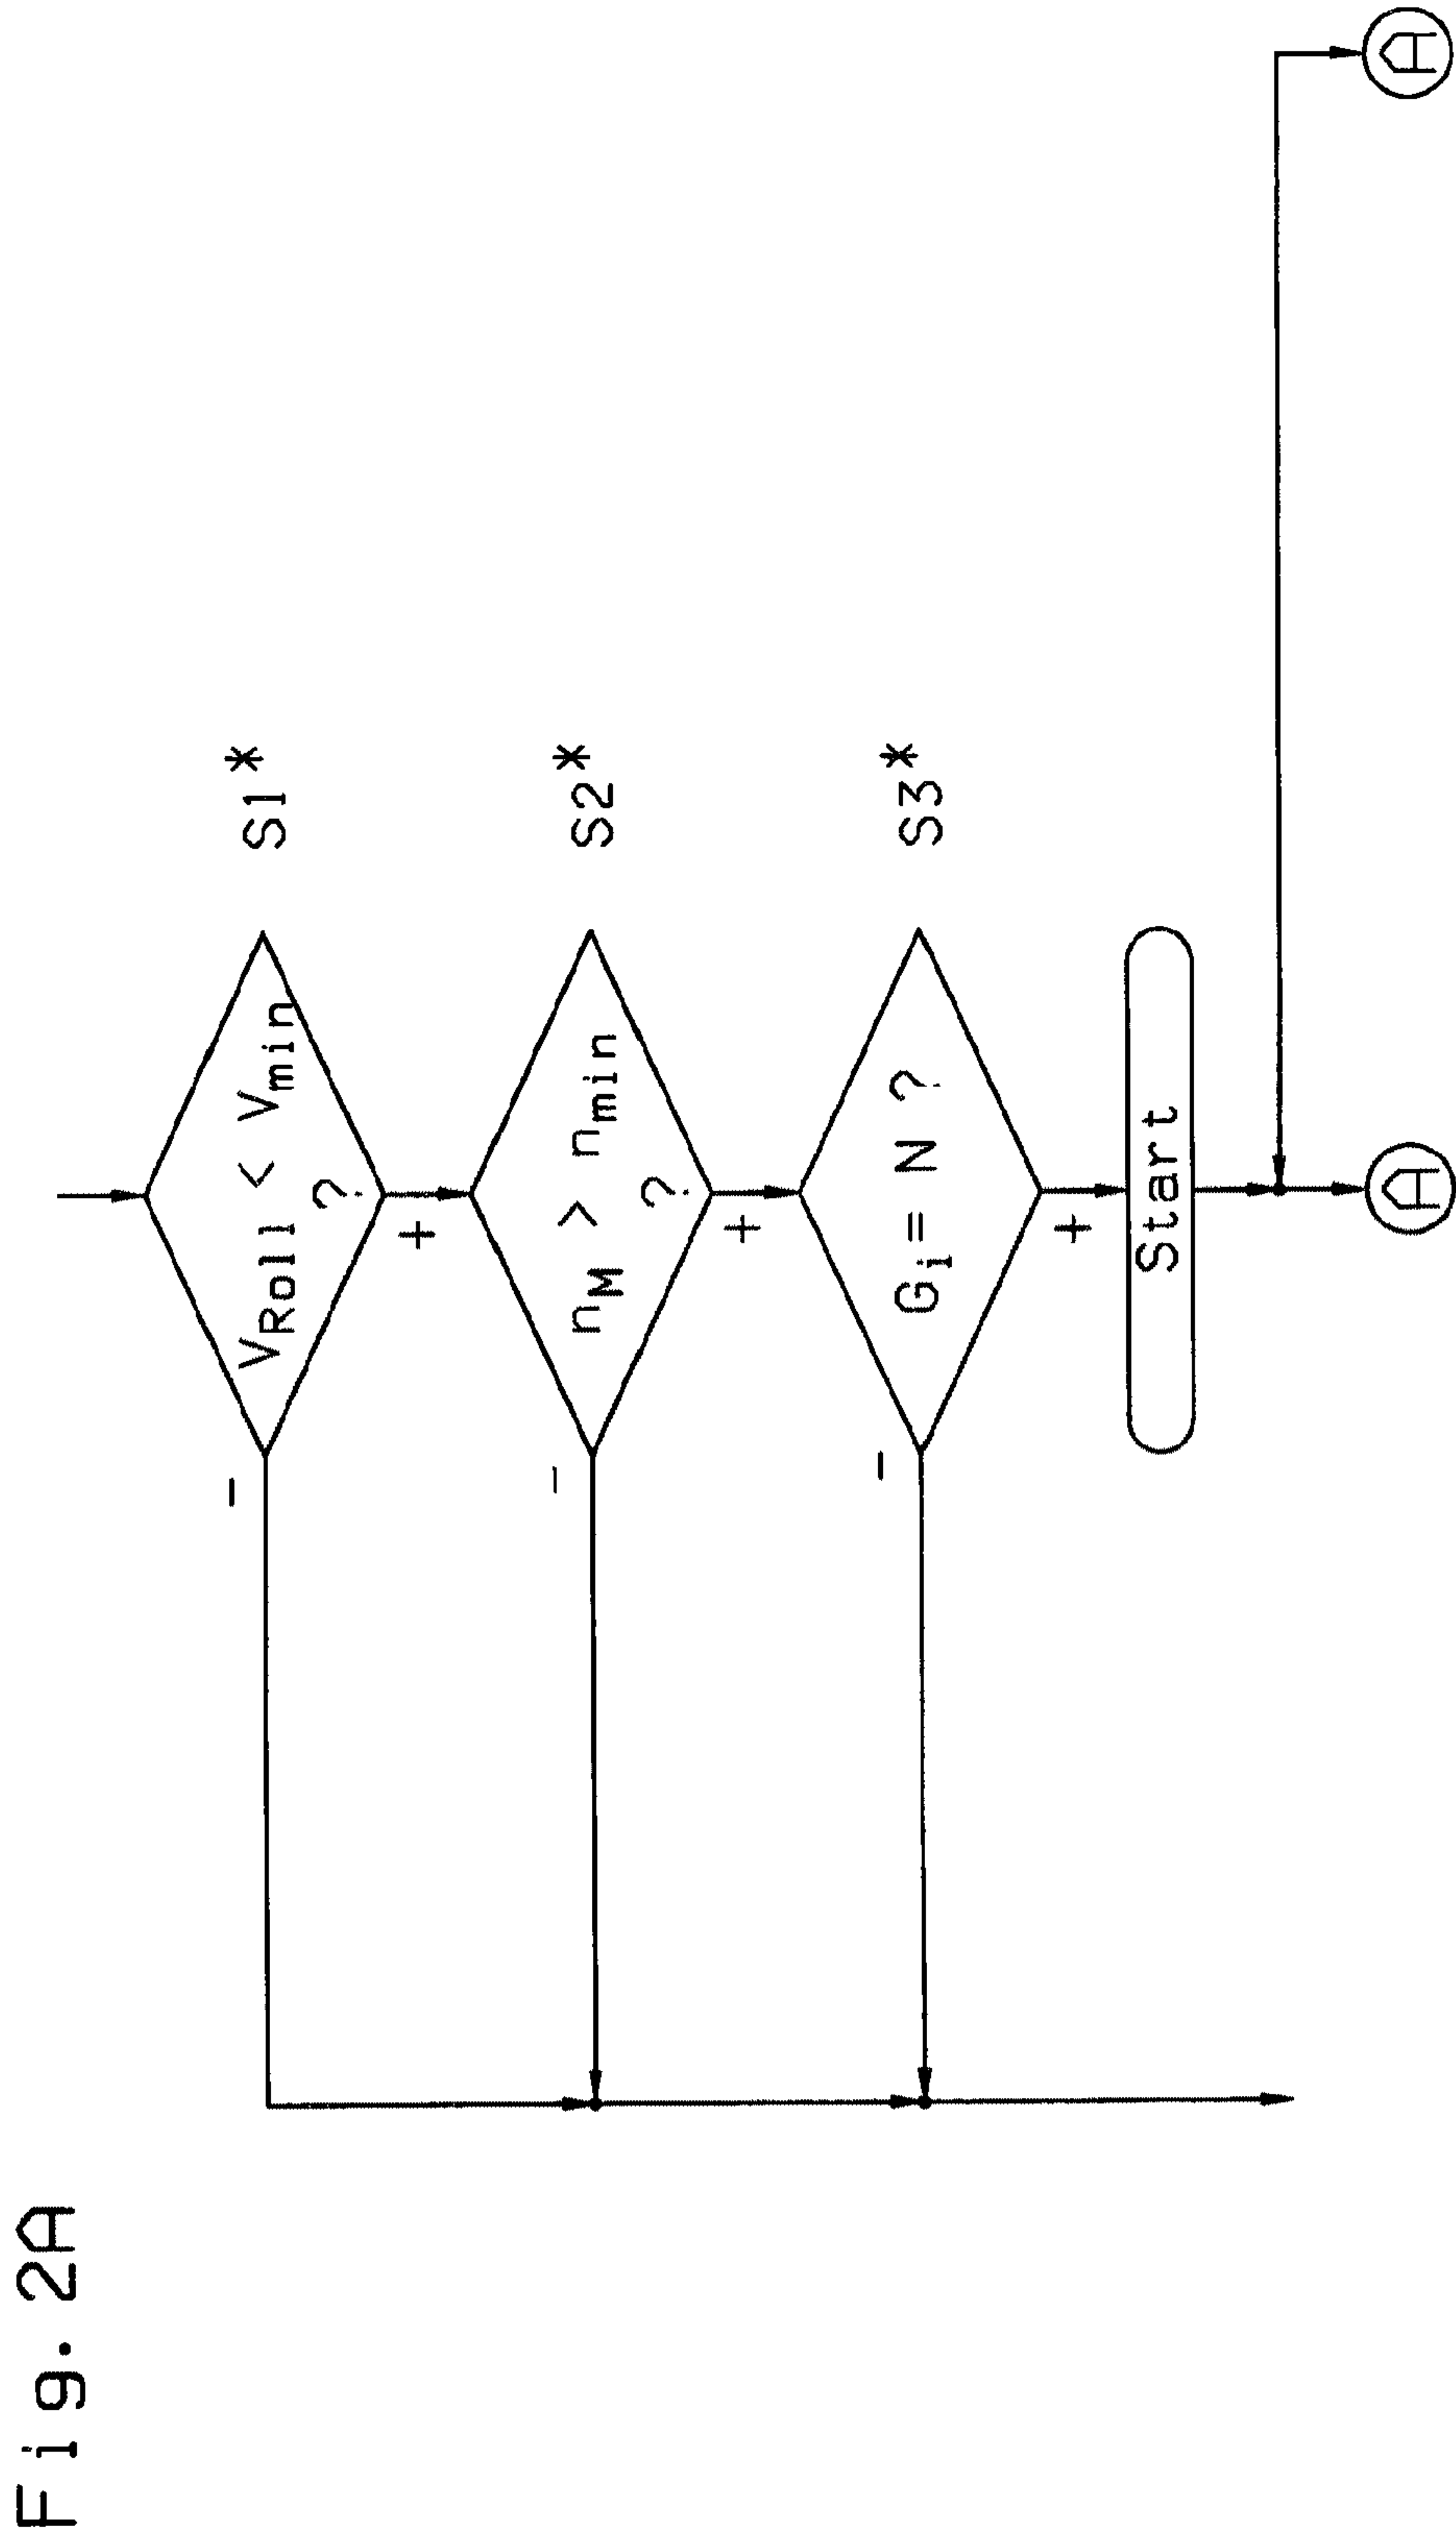 Fig. 2A
V_Roll < V_min
?
S1*
-
+
n_M > n_min
?
S2*
-
+
G_i = N ?
S3*
-
+
Start
A
A